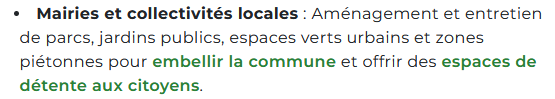 • Mairies et collectivités locales : Aménagement et entretien
de parcs, jardins publics, espaces verts urbains et zones
piétonnes pour embellir la commune et offrir des espaces de
détente aux citoyens.